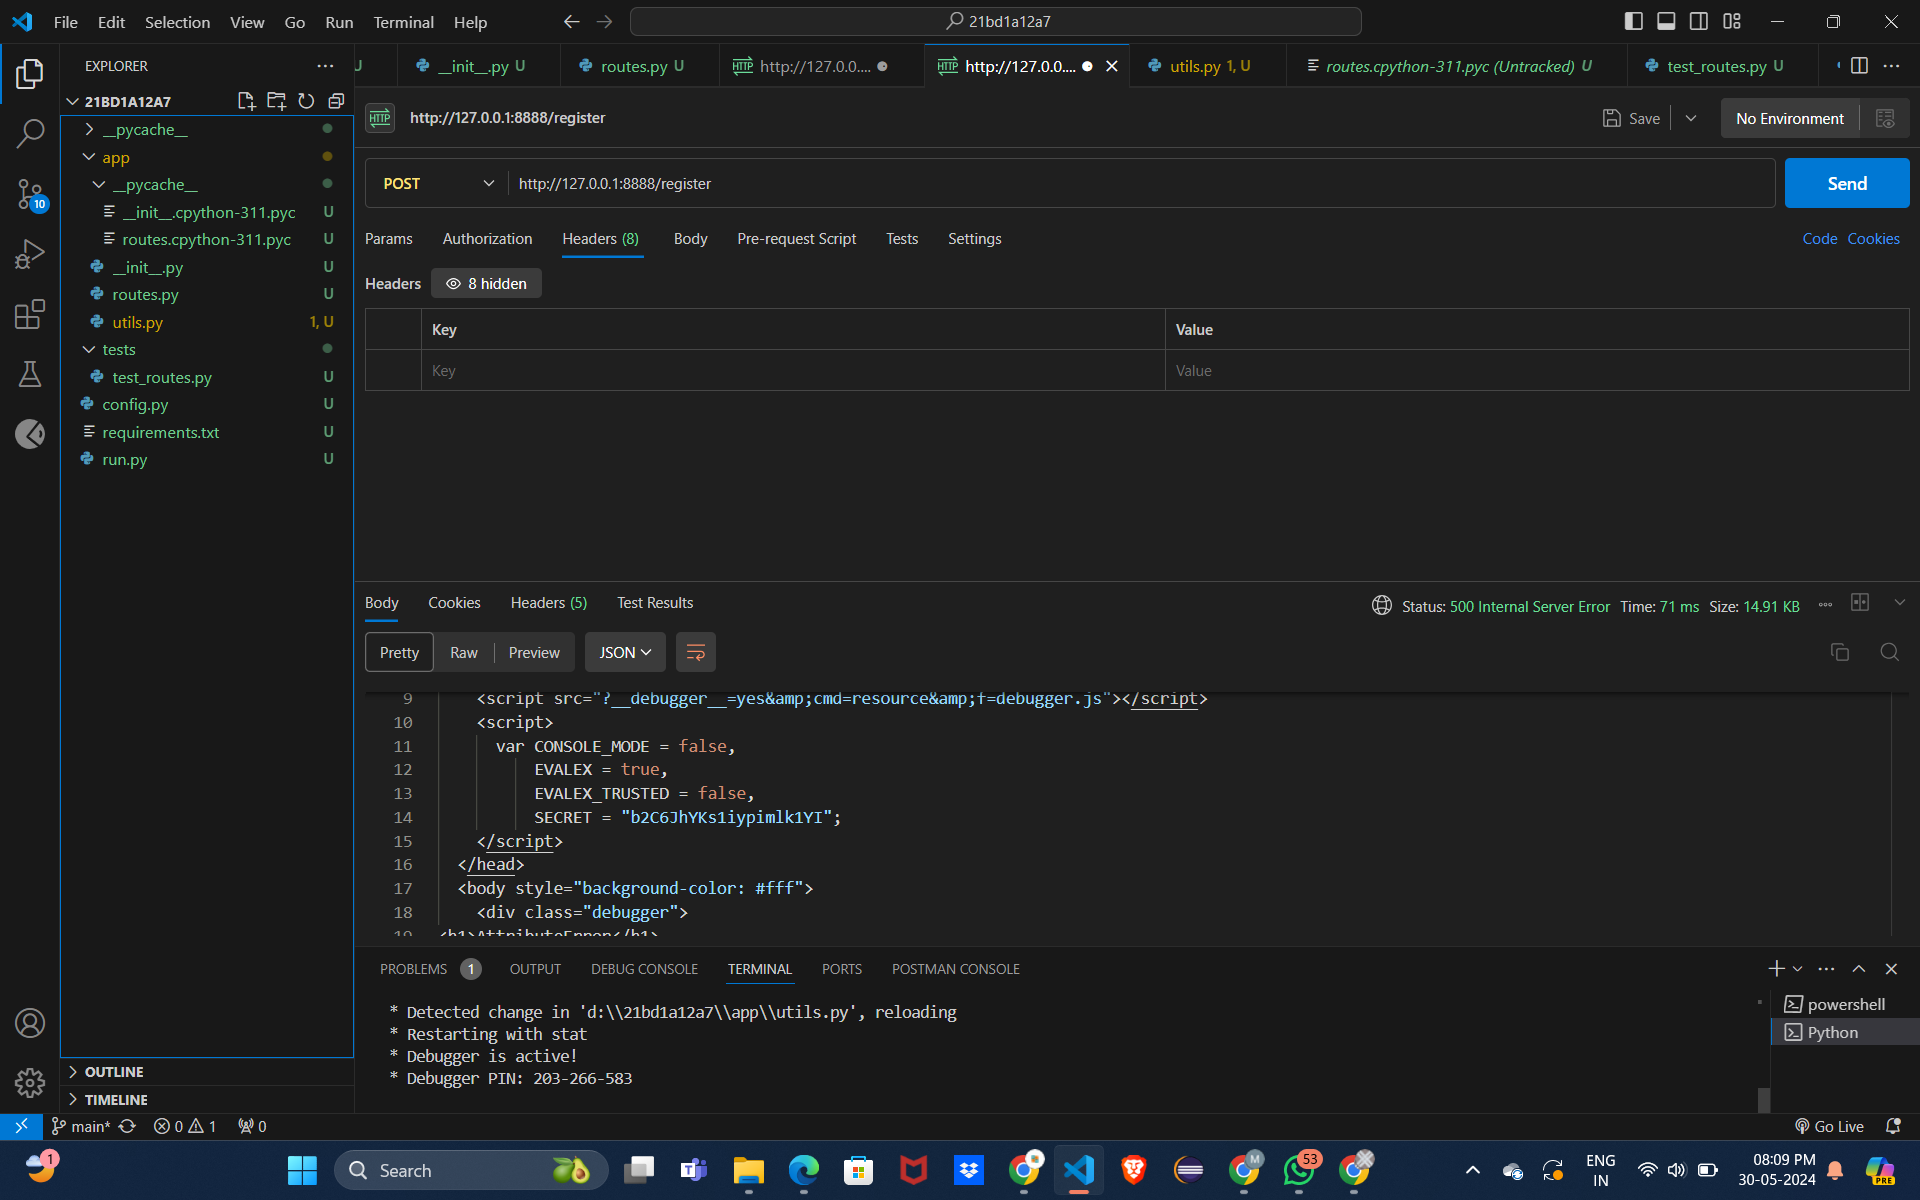 File Edit Selection View Go Run Terminal Help
21bd1a12a7
EXPLORER
21BD1A12A7
__pycache__
app
__pycache__
__init__.cpython-311.pyc U
routes.cpython-311.pyc U
__init__.py U
routes.py U
utils.py 1, U
tests
test_routes.py U
config.py U
requirements.txt U
run.py U
OUTLINE
TIMELINE
10
U __init__.py U routes.py U http://127.0.0.... http://127.0.0.... utils.py 1, U routes.cpython-311.pyc (Untracked) U test_routes.py U
HTTP http://127.0.0.1:8888/register Save No Environment
POST http://127.0.0.1:8888/register Send
Params Authorization Headers (8) Body Pre-request Script Tests Settings Code Cookies
Headers 8 hidden
Key Value
Key Value
Body Cookies Headers (5) Test Results Status: 500 Internal Server Error Time: 71 ms Size: 14.91 KB
Pretty Raw Preview JSON
9 <script src="?__debugger__=yes&amp;cmd=resource&amp;f=debugger.js"></script>
10 <script>
11 var CONSOLE_MODE = false,
12 EVALEX = true,
13 EVALEX_TRUSTED = false,
14 SECRET = "b2C6JhYKs1iypimlk1YI";
15 </script>
16 </head>
17 <body style="background-color: #fff">
18 <div class="debugger">
19 <h1>AttributeError</h1>
PROBLEMS 1 OUTPUT DEBUG CONSOLE TERMINAL PORTS POSTMAN CONSOLE
* Detected change in 'd:\\21bd1a12a7\\app\\utils.py', reloading
* Restarting with stat
* Debugger is active!
* Debugger PIN: 203-266-583
powershell
Python
main* 0 1 0 Go Live
1 Search 53 ENG IN 08:09 PM 30-05-2024 PRE